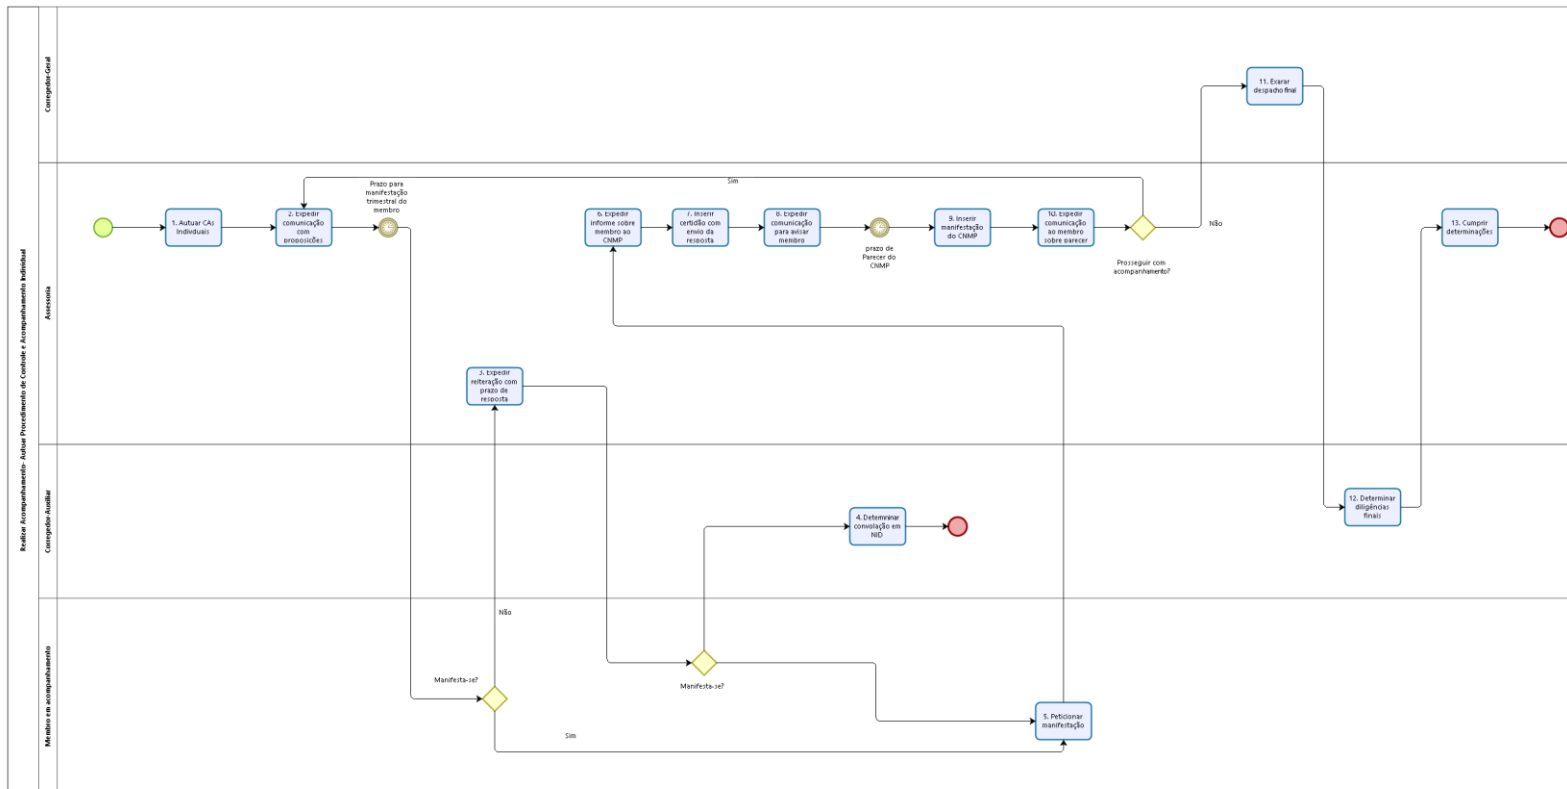 Realizar Acompanhamento- Autuar Procedimento de Controle e Acompanhamento Individual
Corregedor-Geral
11. Exarar
despacho final
Assessoria
Sim
Prazo para
manifestação
trimestral do
membro
1. Autuar CAs
Individuais
2. Expedir
comunicação
com
proposições
6. Expedir
informe sobre
membro ao
CNMP
7. Inserir
certidão com
envio da
resposta
8. Expedir
comunicação
para avisar
membro
prazo de
Parecer do
CNMP
9. Inserir
manifestação
do CNMP
10. Expedir
comunicação
ao membro
sobre parecer
Prosseguir com
acompanhamento?
Não
13. Cumprir
determinações
3. Expedir
reiteração com
prazo de
resposta
Corregedor-Auxiliar
4. Determinar
convolação em
NID
12. Determinar
diligências
finais
Membro em acompanhamento
Não
Manifesta-se?
Manifesta-se?
Sim
5. Peticionar
manifestação